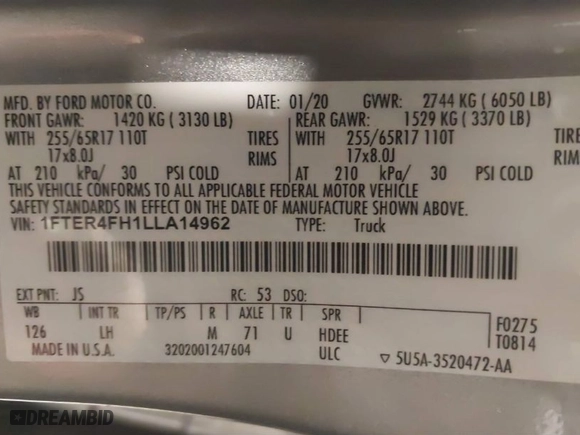 MFD. BY FORD MOTOR CO. DATE: 01/20 GVWR: 2744 KG ( 6050 LB)
FRONT GAWR: 1420 KG ( 3130 LB) REAR GAWR: 1529 KG ( 3370 LB)
WITH 255/65R17 110T TIRES WITH 255/65R17 110T TIRES
17x8.0J RIMS 17x8.0J RIMS
AT 210 kPa/ 30 PSI COLD AT 210 kPa/ 30 PSI COLD
THIS VEHICLE CONFORMS TO ALL APPLICABLE FEDERAL MOTOR VEHICLE
SAFETY STANDARDS IN EFFECT ON THE DATE OF MANUFACTURE SHOWN ABOVE.
VIN: 1FTER4FH1LLA14962 TYPE: Truck
EXT PNT: JS RC: 53 DSO:
WB INT TR TP/PS R AXLE TR SPR
126 LH M 71 U HDEE
ULC
F0275
T0814
MADE IN U.S.A. 3202001247604 ▽ 5U5A-3520472-AA
DREAMBID